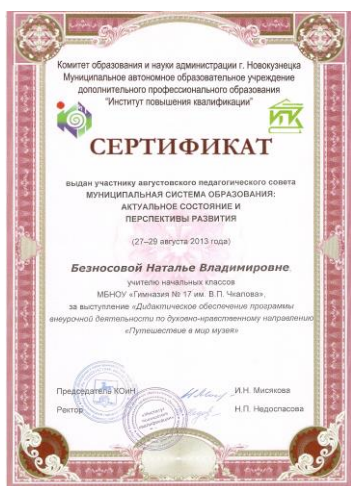 Комитет образования и науки администрации г. Новокузнецка
Муниципальное автономное образовательное учреждение
дополнительного профессионального образования
"Институт повышения квалификации"
ИПК
СЕРТИФИКАТ
выдан участнику августовского педагогического совета
МУНИЦИПАЛЬНАЯ СИСТЕМА ОБРАЗОВАНИЯ:
АКТУАЛЬНОЕ СОСТОЯНИЕ И
ПЕРСПЕКТИВЫ РАЗВИТИЯ
(27–29 августа 2013 года)
Безносовой Наталье Владимировне,
учителю начальных классов
МБНОУ «Гимназия № 17 им. В.П. Чкалова»,
за выступление «Дидактическое обеспечение программы
внеурочной деятельности по духовно-нравственному направлению
«Путешествие в мир музея»
Председатель КОиН И.Н. Мисякова
Ректор Н.П. Недоспасова